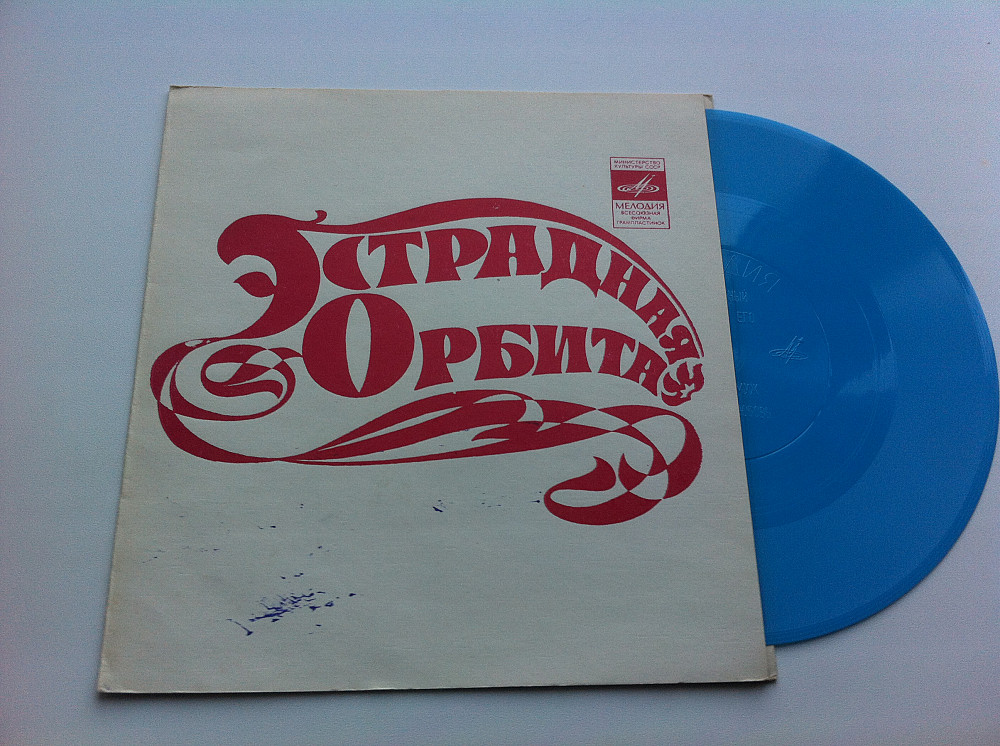 МИНИСТЕРСТВО
КУЛЬТУРЫ СССР
МЕЛОДИЯ
ВСЕСОЮЗНАЯ
ФИРМА
ГРАМПЛАСТИНОК
ЭСТРАДНАЯ
ОРБИТА